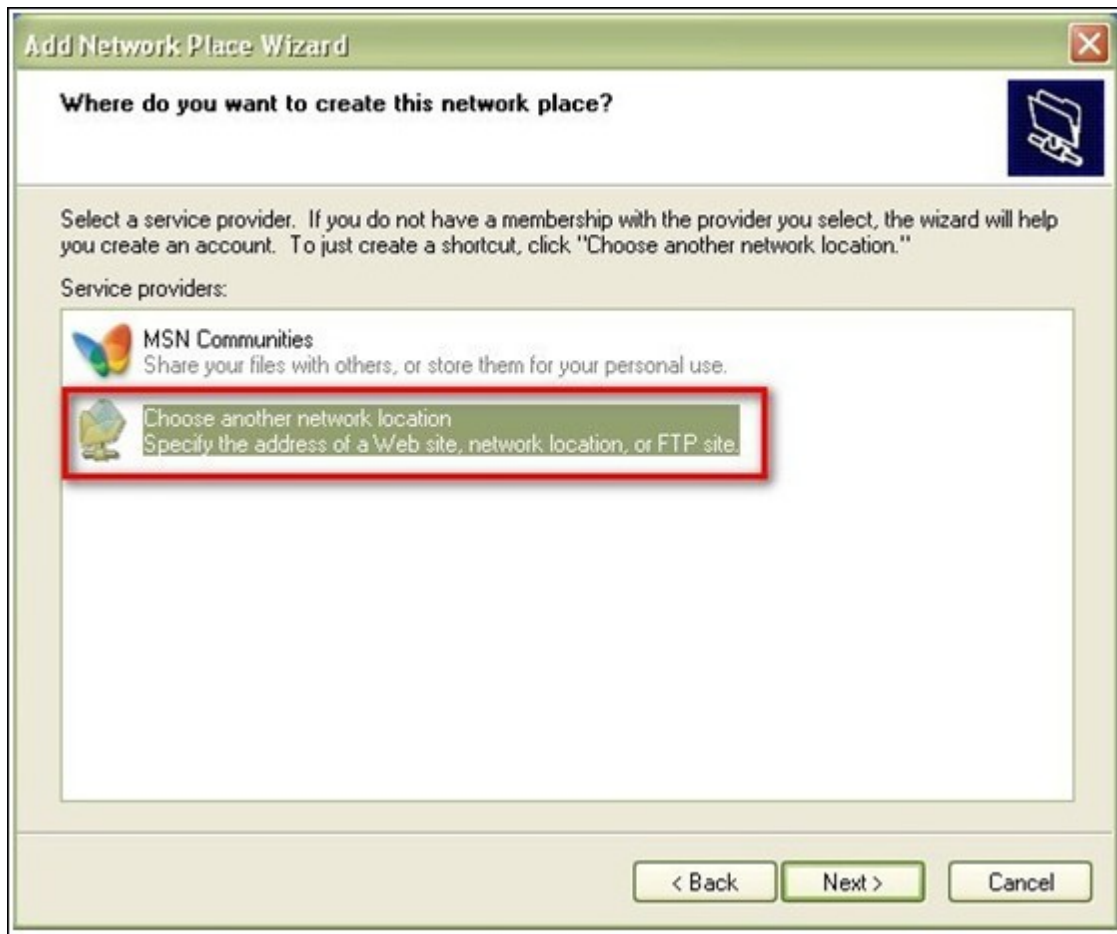 Add Network Place Wizard
Where do you want to create this network place?
Select a service provider. If you do not have a membership with the provider you select, the wizard will help
you create an account. To just create a shortcut, click "Choose another network location."
Service providers:
MSN Communities
Share your files with others, or store them for your personal use.
Choose another network location
Specify the address of a Web site, network location, or FTP site.
< Back
Next >
Cancel